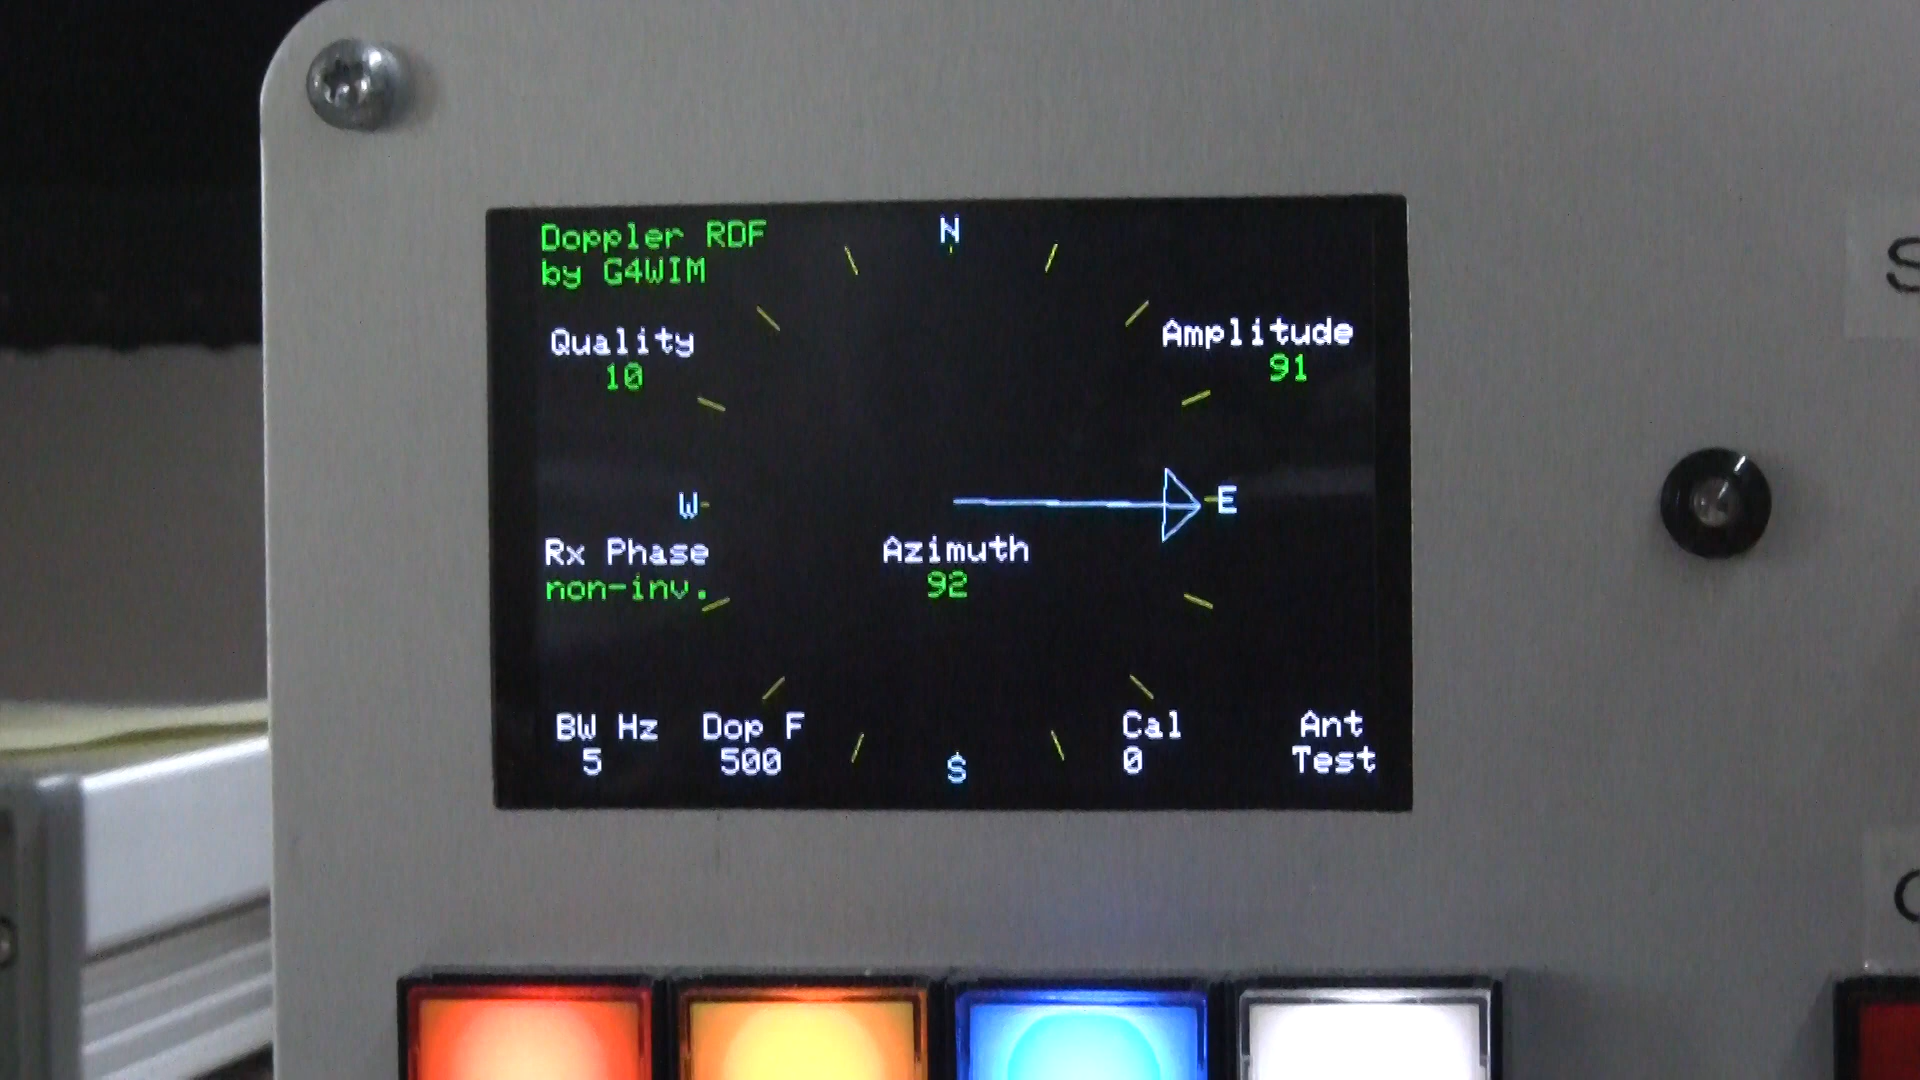 Doppler RDF
by G4WIM
N
Quality
10
Amplitude
91
W
E
Rx Phase
non-inv.
Azimuth
92
BW Hz
5
Dop F
500
S
Cal
0
Ant
Test